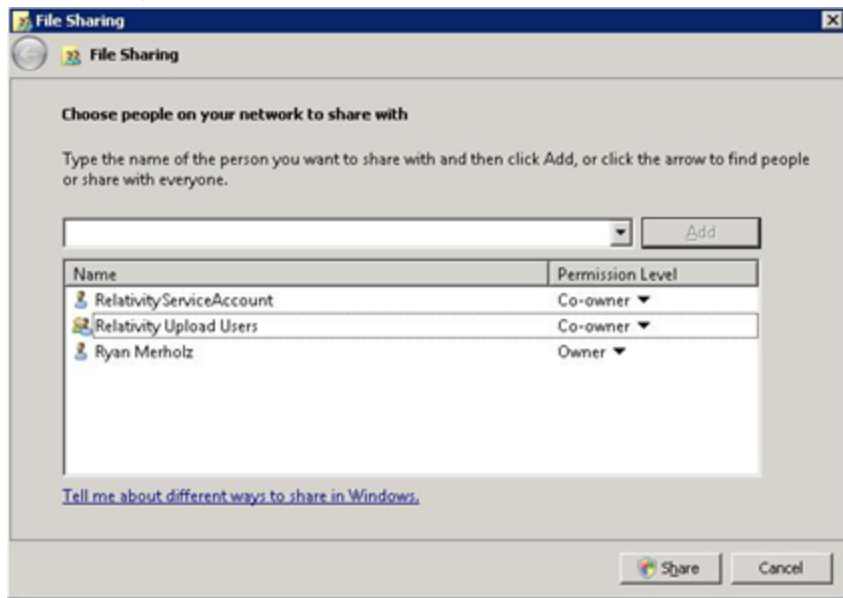 File Sharing
File Sharing
Choose people on your network to share with
Type the name of the person you want to share with and then click Add, or click the arrow to find people
or share with everyone.
Add
Name Permission Level
RelativityServiceAccount Co-owner
Relativity Upload Users Co-owner
Ryan Merholz Owner
Tell me about different ways to share in Windows.
Share Cancel